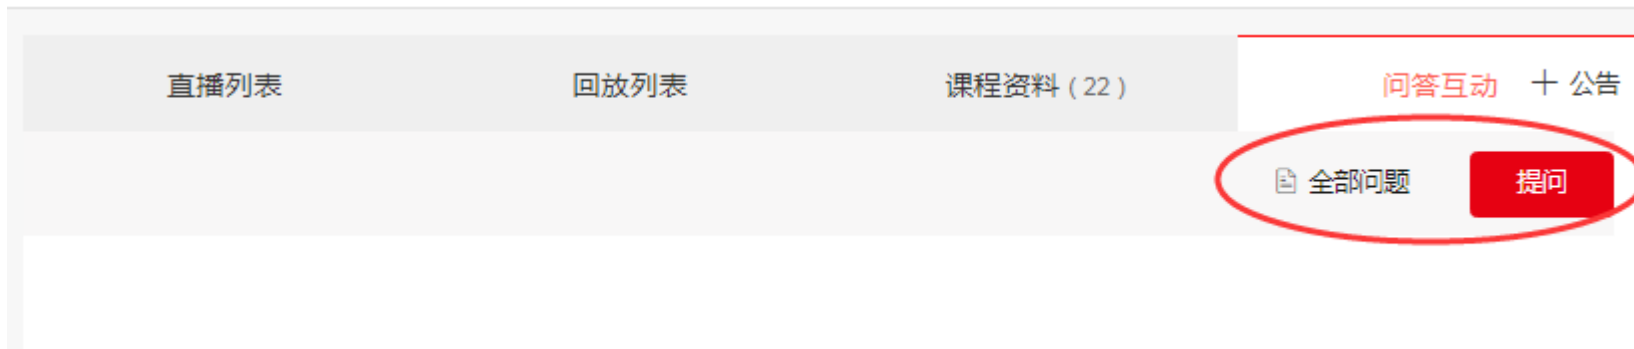 直播列表 回放列表 课程资料 ( 22 ) 问答互动 + 公告
全部问题 提问